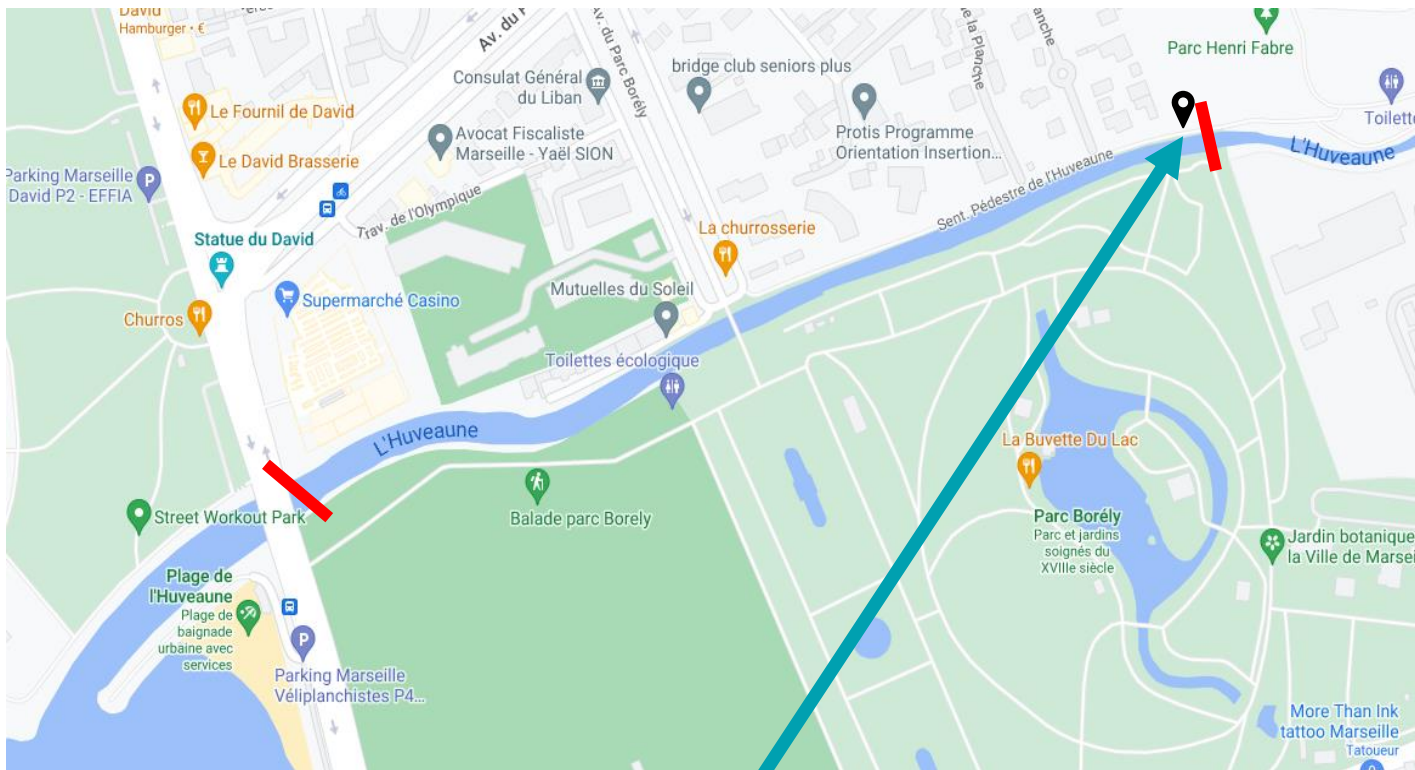 David
Hamburger · €
Le Fournil de David
Le David Brasserie
Parking Marseille
David P2 - EFFIA
Statue du David
Churros
Supermarché Casino
Trav. de l'Olympique
Av. du
Consulat Général
du Liban
Avocat Fiscaliste
Marseille - Yaël SION
Av. du Parc Borély
bridge club seniors plus
Protis Programme
Orientation Insertion...
de la Planche
Parc Henri Fabre
L'Huveaune
Sent. Pédestre de l'Huveaune
La churrosserie
Mutuelles du Soleil
Toilettes écologique
L'Huveaune
Street Workout Park
Balade parc Borely
Plage de
l'Huveaune
Plage de
baignade
urbaine avec
services
P
Parking Marseille
Véliplanchistes P4...
La Buvette Du Lac
Parc Borély
Parc et jardins
soignés du
XVIIIe siècle
Jardin botanique
la Ville de
More Than Ink
tattoo Marseille
Tatoueur